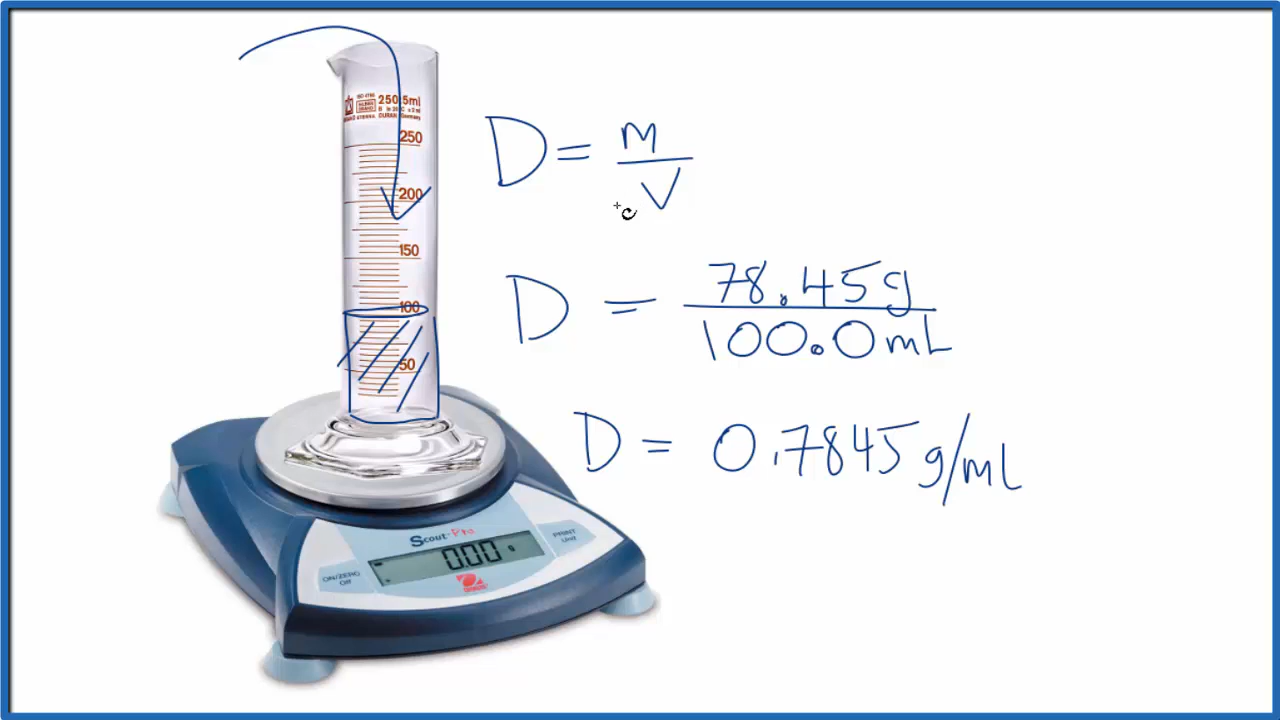 250:5ml
250
200
150
100
50
D = m
V
D = 78.45g
100.0mL
D = 0.7845 g/mL
Scout Pro
0.00
ON/ZERO
Off
PRINT
Unit